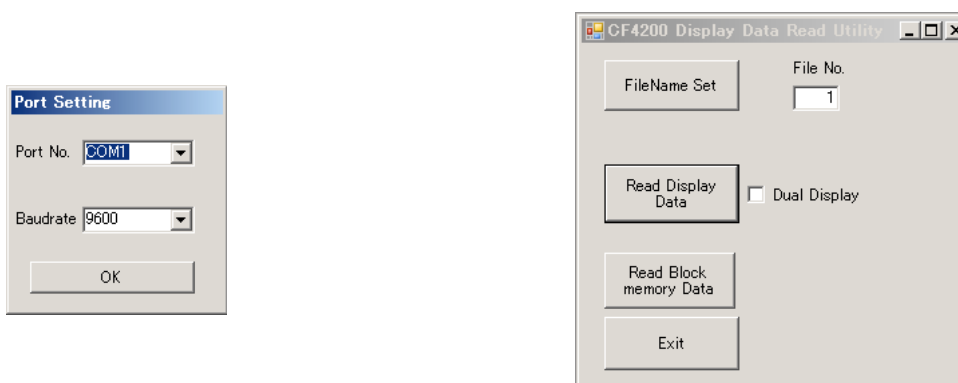 Port Setting
Port No. COM1
Baudrate 9600
OK
CF4200 Display Data Read Utility
FileName Set
File No.
1
Read Display
Data
Dual Display
Read Block
memory Data
Exit